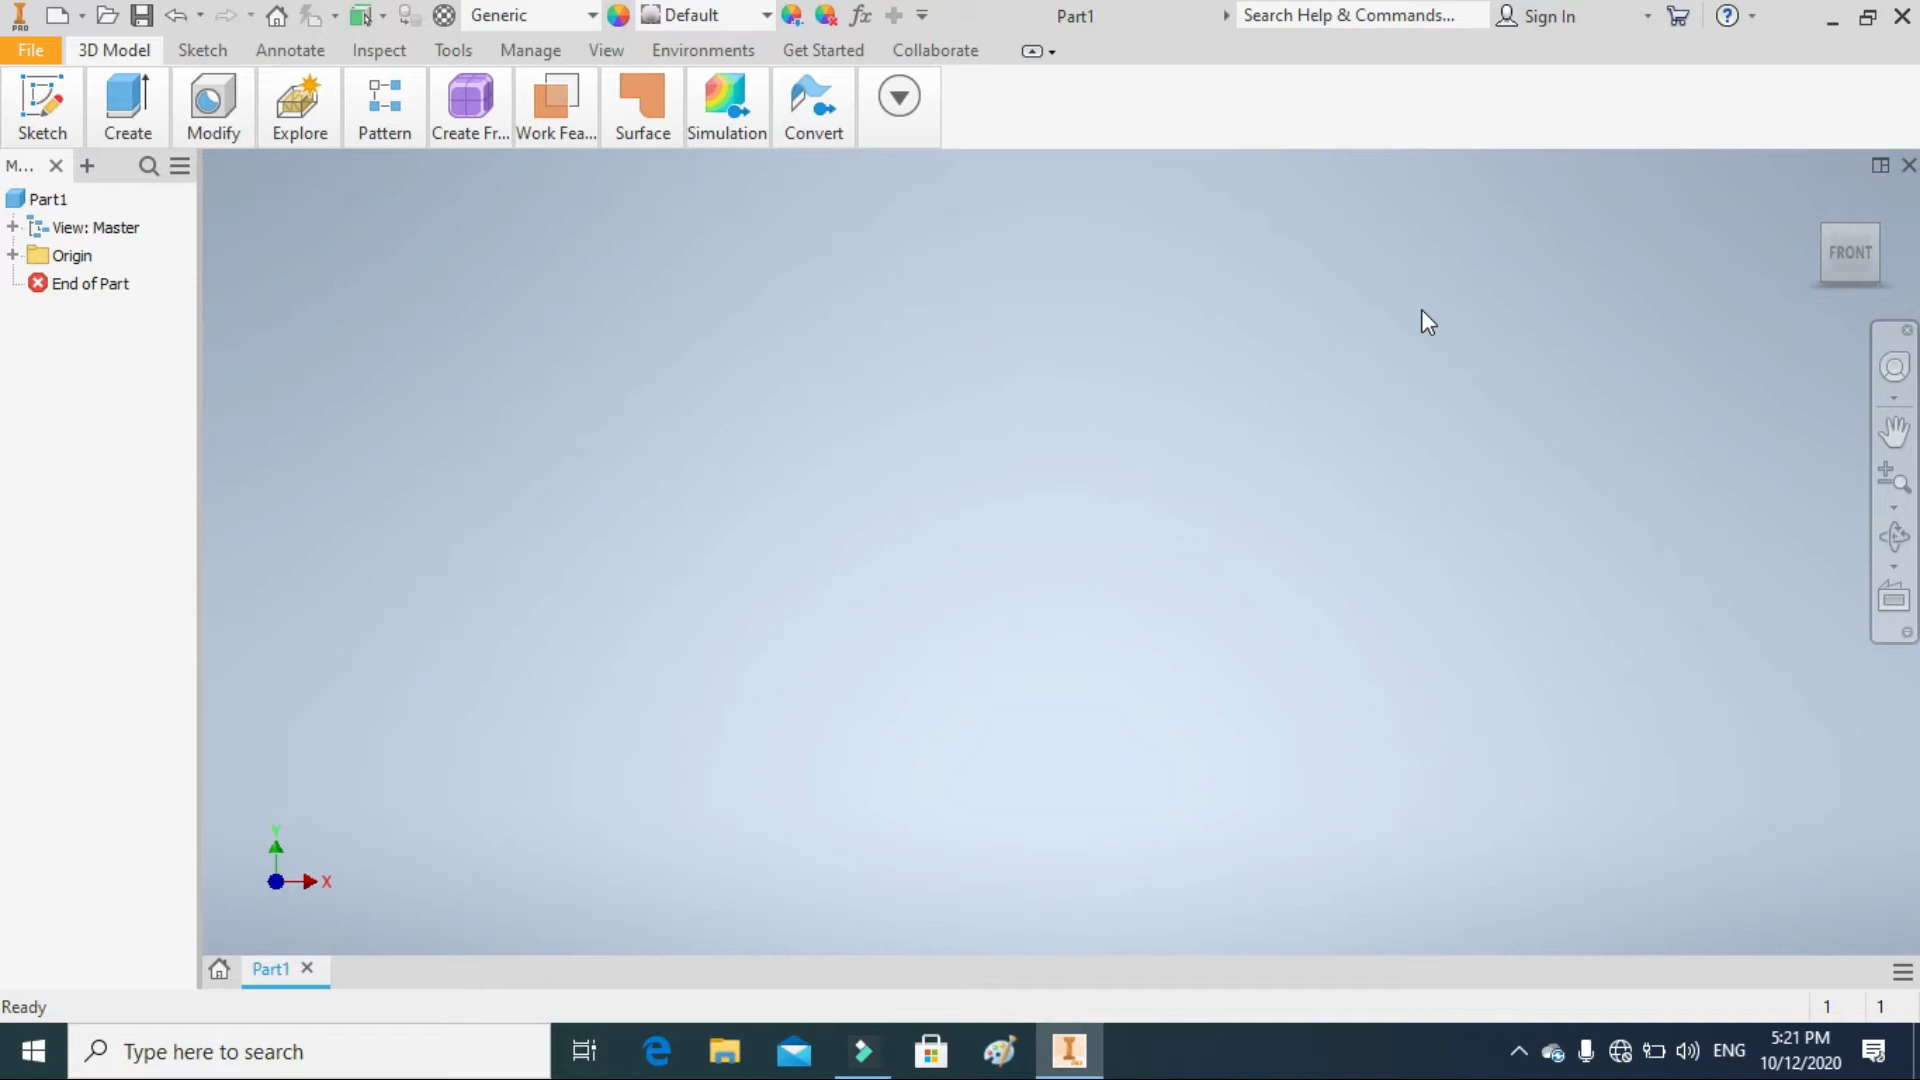 PRO
Generic
Default
fx
Part1
Search Help & Commands...
Sign In
File
3D Model
Sketch
Annotate
Inspect
Tools
Manage
View
Environments
Get Started
Collaborate
Sketch
Create
Modify
Explore
Pattern
Create Fr...
Work Fea...
Surface
Simulation
Convert
M...
Part1
View: Master
Origin
End of Part
FRONT
Y
X
Part1
Ready
1
1
Type here to search
ENG
5:21 PM
10/12/2020